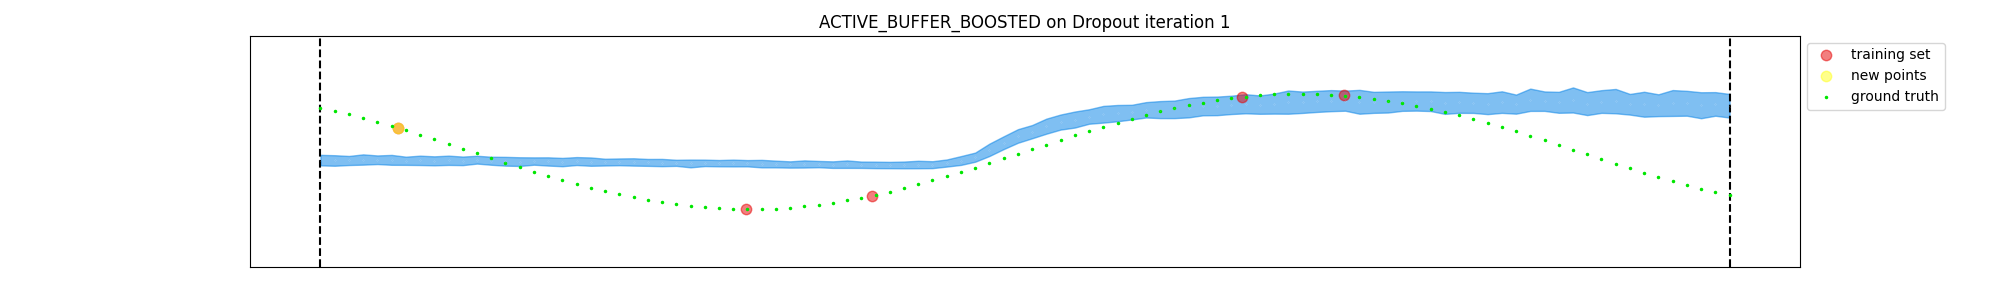 ACTIVE_BUFFER_BOOSTED on Dropout iteration 1
training set
new points
ground truth